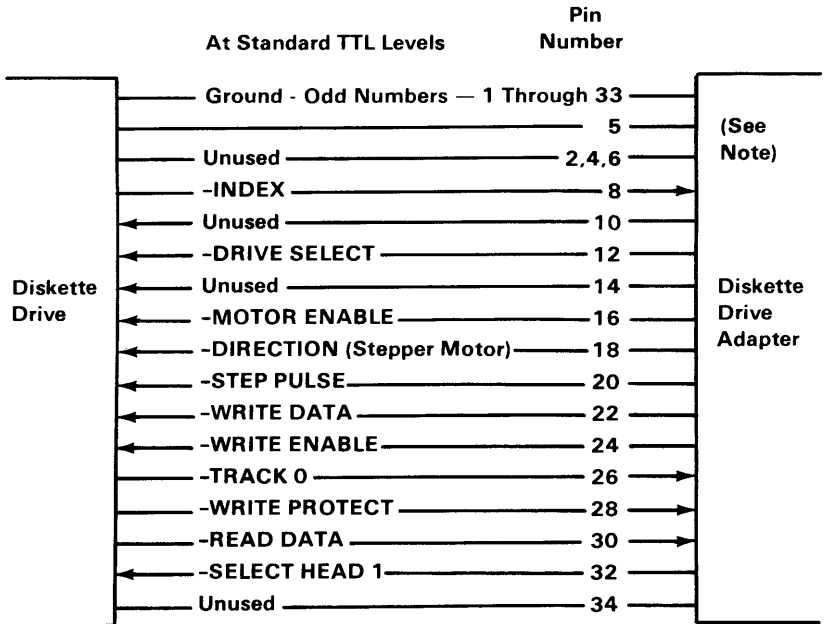 At Standard TTL Levels
Pin
Number
Ground - Odd Numbers — 1 Through 33
5
(See
Note)
Unused 2,4,6
-INDEX 8
Unused 10
-DRIVE SELECT 12
Unused 14
-MOTOR ENABLE 16
-DIRECTION (Stepper Motor) 18
-STEP PULSE 20
-WRITE DATA 22
-WRITE ENABLE 24
-TRACK 0 26
-WRITE PROTECT 28
-READ DATA 30
-SELECT HEAD 1 32
Unused 34
Diskette
Drive
Diskette
Drive
Adapter